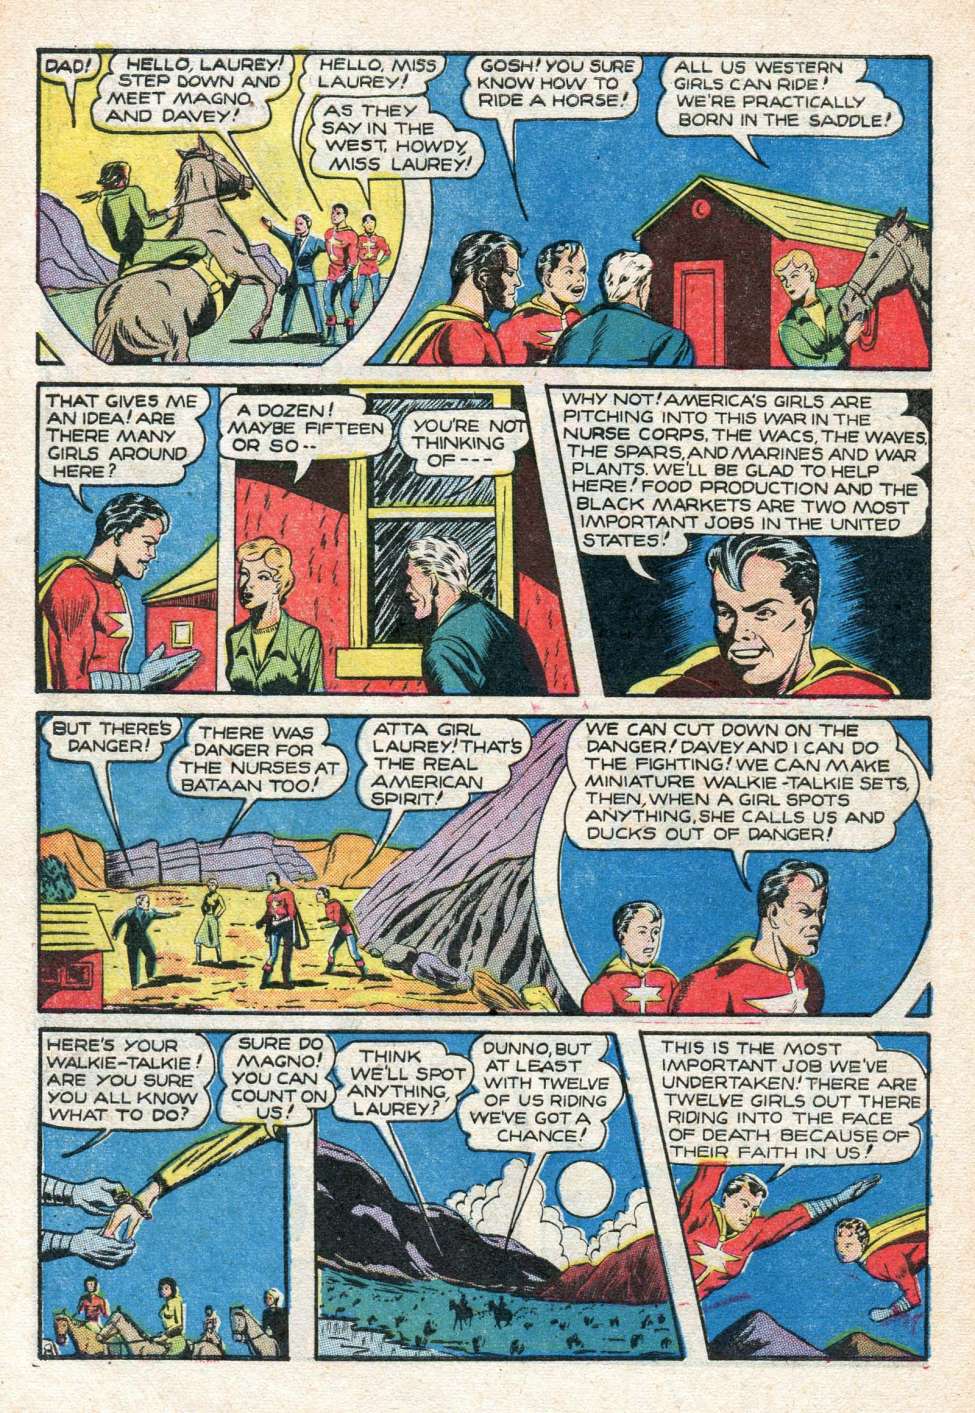 DAD!
HELLO, LAUREY!
STEP DOWN AND
MEET MAGNO,
AND DAVEY!
HELLO, MISS
LAUREY!
AS THEY
SAY IN THE
WEST, HOWDY,
MISS LAUREY!
GOSH! YOU SURE
KNOW HOW TO
RIDE A HORSE!
ALL US WESTERN
GIRLS CAN RIDE!
WE'RE PRACTICALLY
BORN IN THE SADDLE!
THAT GIVES ME
AN IDEA! ARE
THERE MANY
GIRLS AROUND
HERE?
A DOZEN!
MAYBE FIFTEEN
OR SO--
YOU'RE NOT
THINKING
OF---
WHY NOT! AMERICA'S GIRLS ARE
PITCHING INTO THIS WAR IN THE
NURSE CORPS, THE WACS, THE WAVES,
THE SPARS, AND MARINES AND WAR
PLANTS. WE'LL BE GLAD TO HELP
HERE! FOOD PRODUCTION AND THE
BLACK MARKETS ARE TWO MOST
IMPORTANT JOBS IN THE UNITED
STATES!
BUT THERE'S
DANGER!
THERE WAS
DANGER FOR
THE NURSES AT
BATAAN TOO!
ATTA GIRL
LAUREY! THAT'S
THE REAL
AMERICAN
SPIRIT!
WE CAN CUT DOWN ON THE
DANGER! DAVEY AND I CAN DO
THE FIGHTING! WE CAN MAKE
MINIATURE WALKIE-TALKIE SETS,
THEN, WHEN A GIRL SPOTS
ANYTHING, SHE CALLS US AND
DUCKS OUT OF DANGER!
HERE'S YOUR
WALKIE-TALKIE!
ARE YOU SURE
YOU ALL KNOW
WHAT TO DO?
SURE DO
MAGNO!
YOU CAN
COUNT ON
US!
THINK
WE'LL SPOT
ANYTHING,
LAUREY?
DUNNO, BUT
AT LEAST
WITH TWELVE
OF US RIDING
WE'VE GOT A
CHANCE!
THIS IS THE MOST
IMPORTANT JOB WE'VE
UNDERTAKEN! THERE ARE
TWELVE GIRLS OUT THERE
RIDING INTO THE FACE
OF DEATH BECAUSE OF
THEIR FAITH IN US!